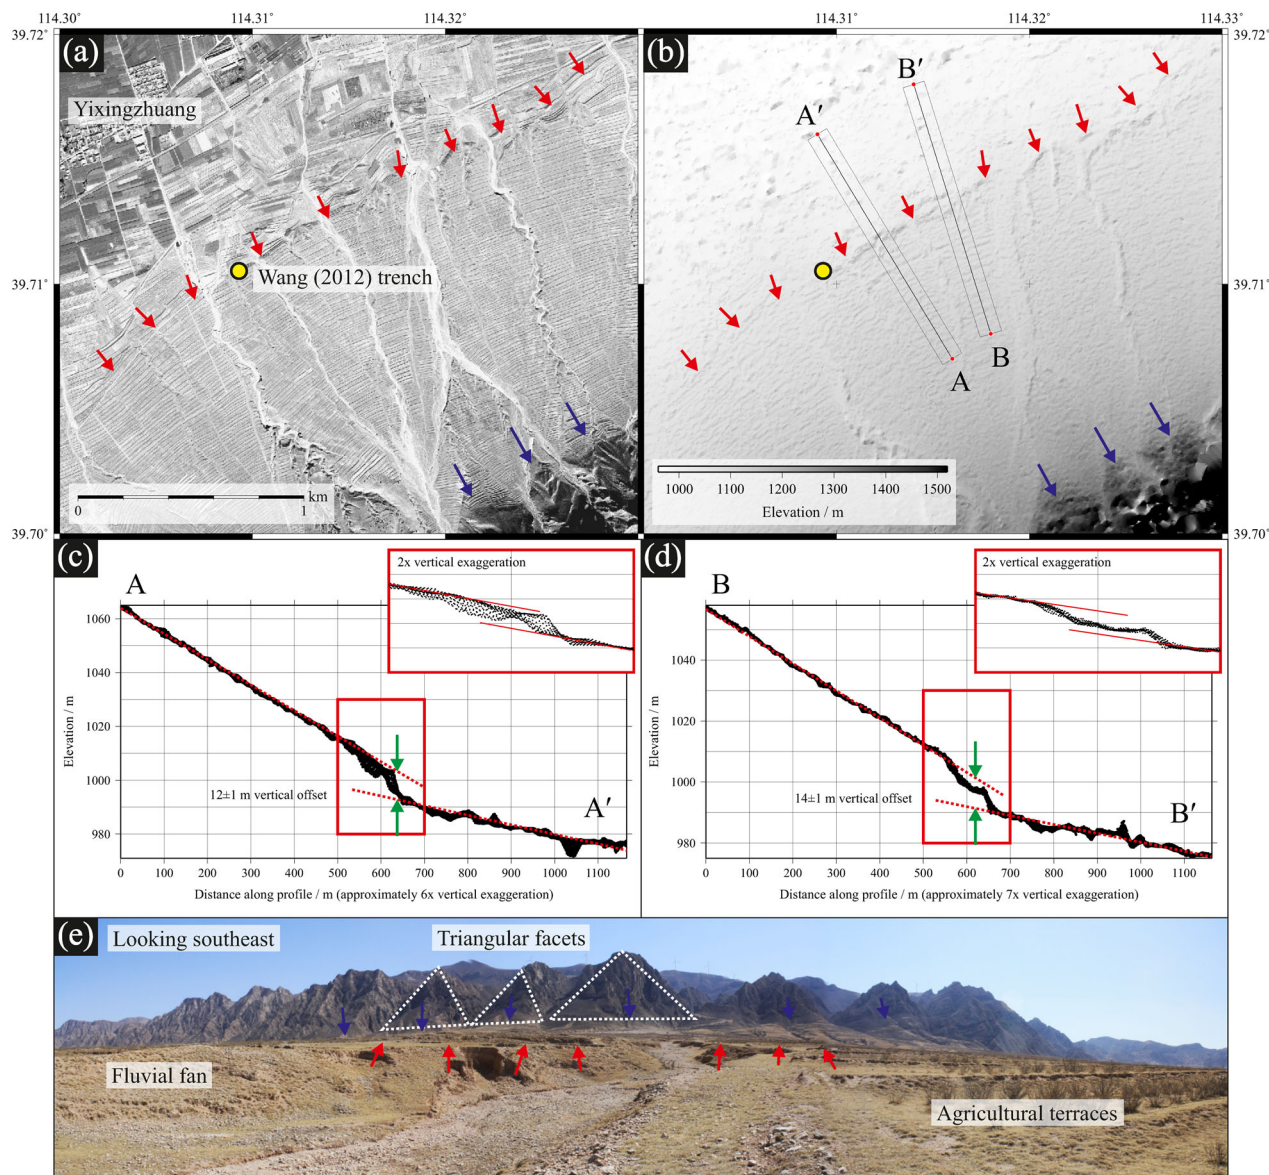 114.30° 114.31° 114.32° 114.31° 114.32° 114.33°
39.72° 39.72°
(a) (b)
Yixingzhuang
B′
A′
Wang (2012) trench
39.71° 39.71°
B
A
km
0 1
1000 1100 1200 1300 1400 1500
Elevation / m
39.70° 39.70°
(c)
A
2x vertical exaggeration
1060
1040
1020
1000
980
Elevation / m
12±1 m vertical offset
A′
0 100 200 300 400 500 600 700 800 900 1000 1100
Distance along profile / m (approximately 6x vertical exaggeration)
(d)
B
2x vertical exaggeration
1040
1020
1000
980
Elevation / m
14±1 m vertical offset
B′
0 100 200 300 400 500 600 700 800 900 1000 1100
Distance along profile / m (approximately 7x vertical exaggeration)
(e)
Looking southeast
Triangular facets
Fluvial fan
Agricultural terraces